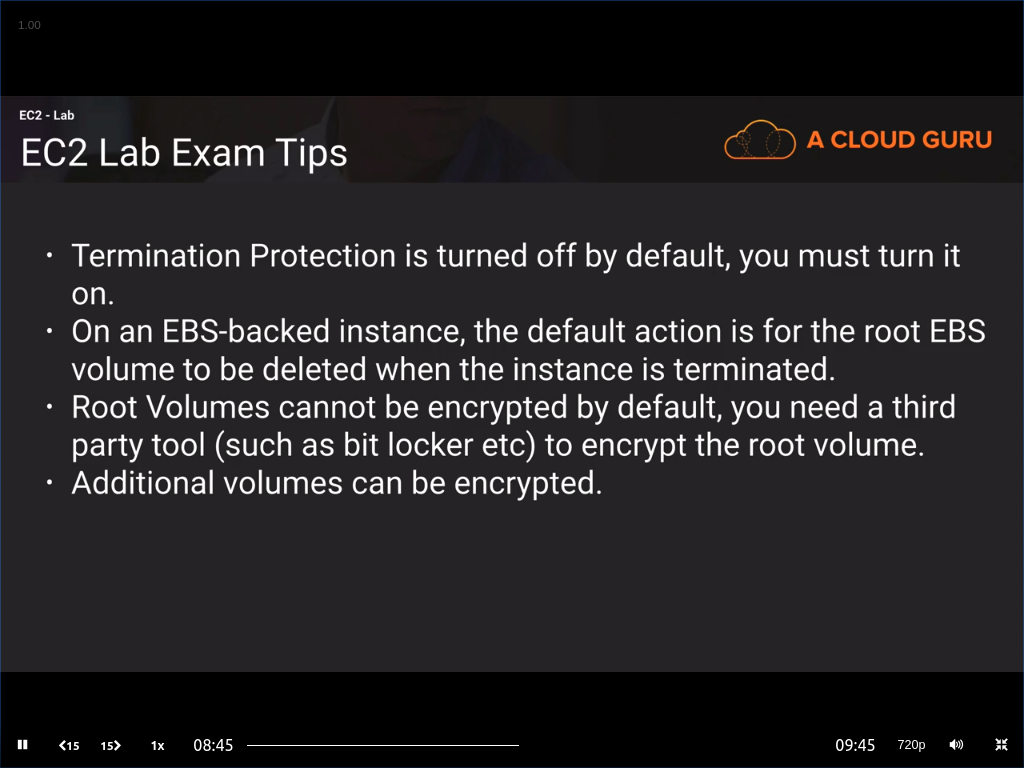 1.00
EC2 - Lab
EC2 Lab Exam Tips
A CLOUD GURU
• Termination Protection is turned off by default, you must turn it
on.
• On an EBS-backed instance, the default action is for the root EBS
volume to be deleted when the instance is terminated.
• Root Volumes cannot be encrypted by default, you need a third
party tool (such as bit locker etc) to encrypt the root volume.
• Additional volumes can be encrypted.
15 15 1x 08:45 09:45 720p